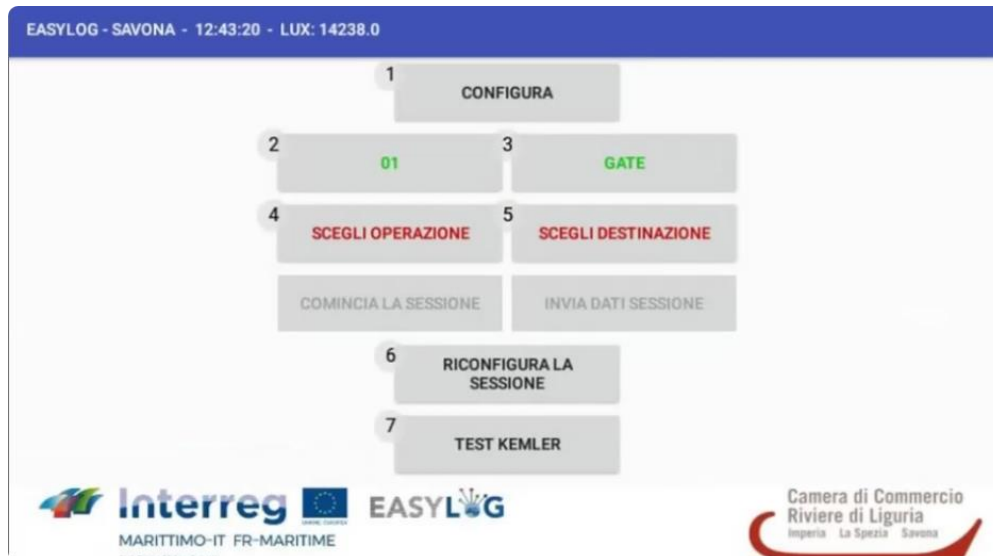 EASYLOG - SAVONA - 12:43:20 - LUX: 14238.0
1
CONFIGURA
2
01
3
GATE
4
SCEGLI OPERAZIONE
5
SCEGLI DESTINAZIONE
COMINCIA LA SESSIONE
INVIA DATI SESSIONE
6
RICONFIGURA LA
SESSIONE
7
TEST KEMLER
Interreg
EASYLOG
MARITTIMO-IT FR-MARITIME
Camera di Commercio
Riviere di Liguria
Imperia La Spezia Savona